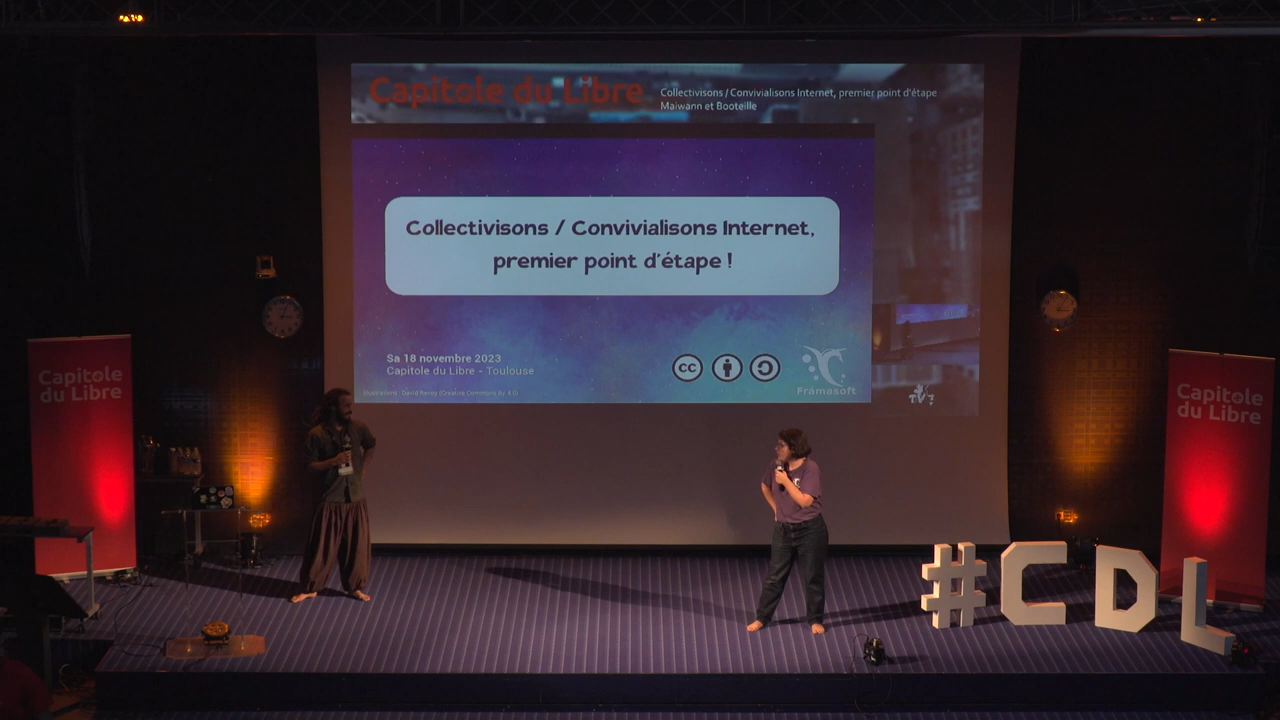 Capitole du Libre
Collectivisons / Convivialisons Internet, premier point d'étape
Maiwann et Booteille
Collectivisons / Convivialisons Internet,
premier point d'étape !
Sa 18 novembre 2023
Capitole du Libre - Toulouse
cc
Framasoft
Capitole
du Libre
Capitole
du Libre
#CDL